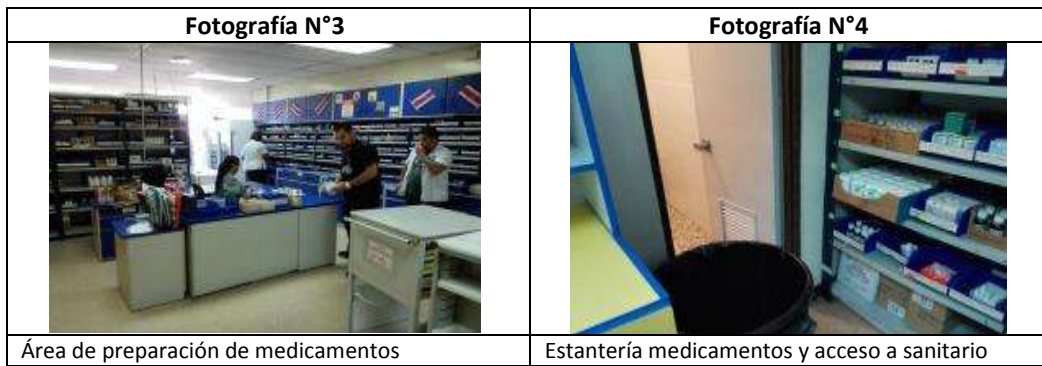 Fotografía N°3
Fotografía N°4
Área de preparación de medicamentos
Estantería medicamentos y acceso a sanitario